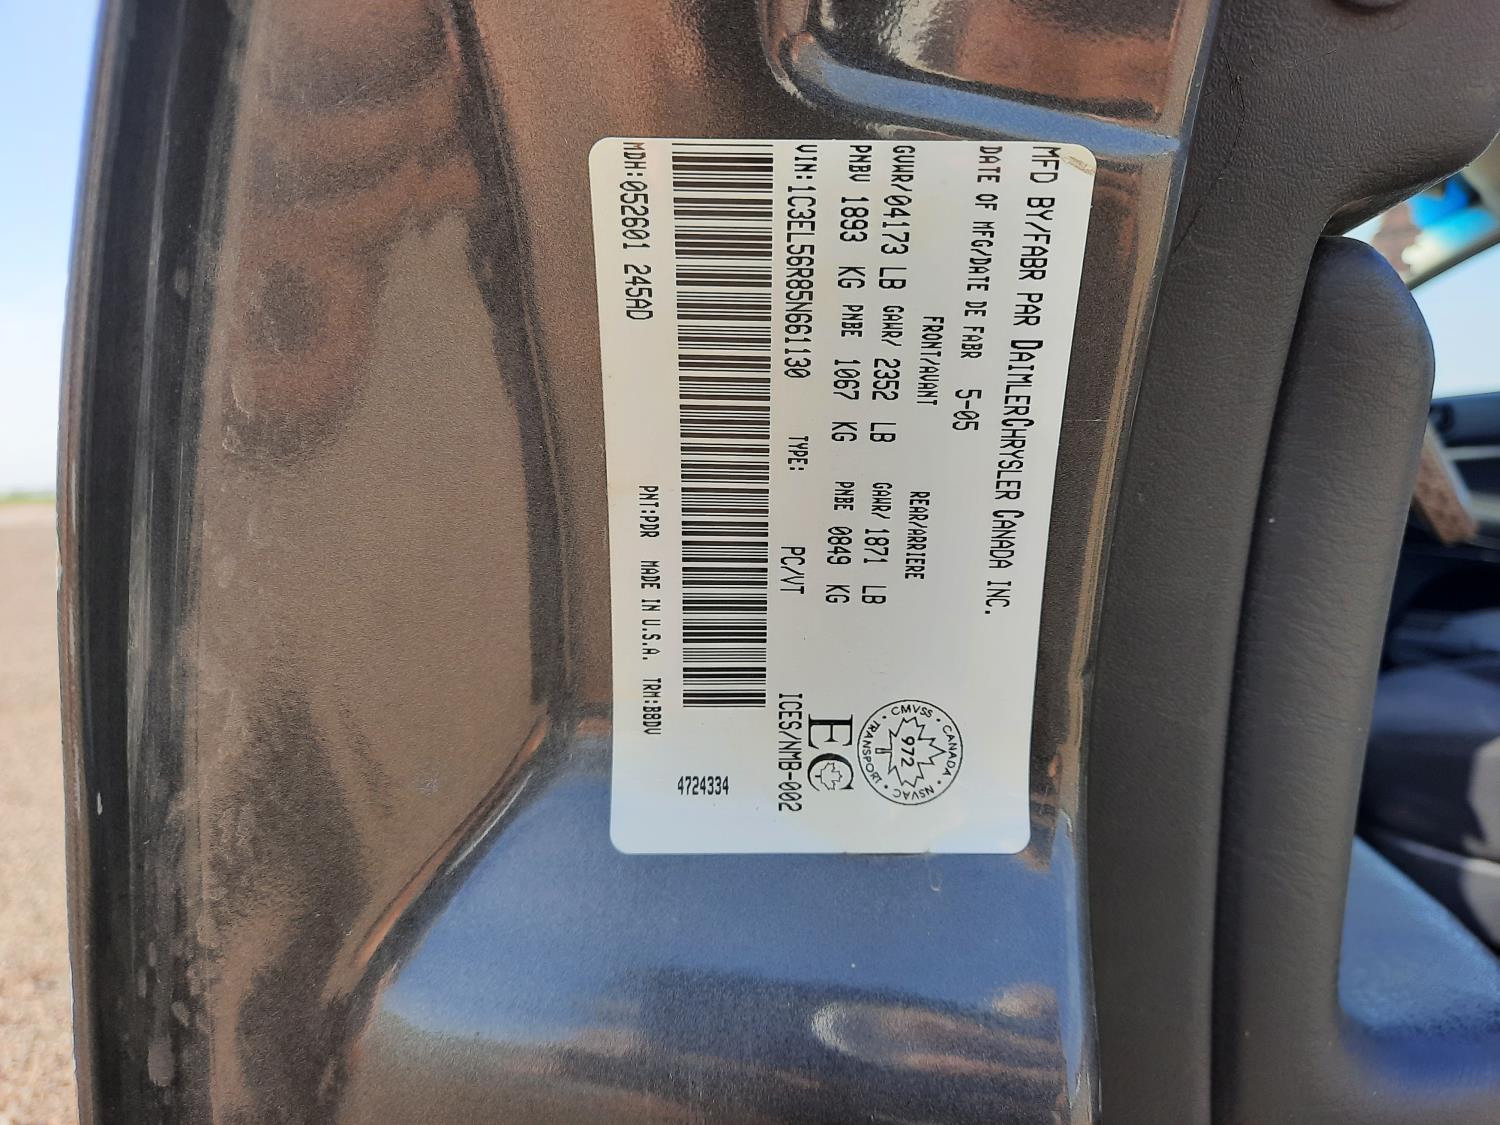 MFD BY/FABR PAR DAIMLERCHRYSLER CANADA INC.
DATE OF MFG/DATE DE FABR 5-05
FRONT/AVANT REAR/ARRIERE
GVWR/04173 LB GAWR/ 2352 LB GAWR/ 1871 LB
PNBV 1893 KG PNBE 1067 KG PNBE 0849 KG
VIN:1C3EL56R85N661130 TYPE: PC/VT ICES/NMB-002
MDH:052601 245AD
PNT:PDR MADE IN U.S.A. TRM:B8DV
4724334
EC
CMVSS · CANADA · NSVAC · TRANSPORT ·
972